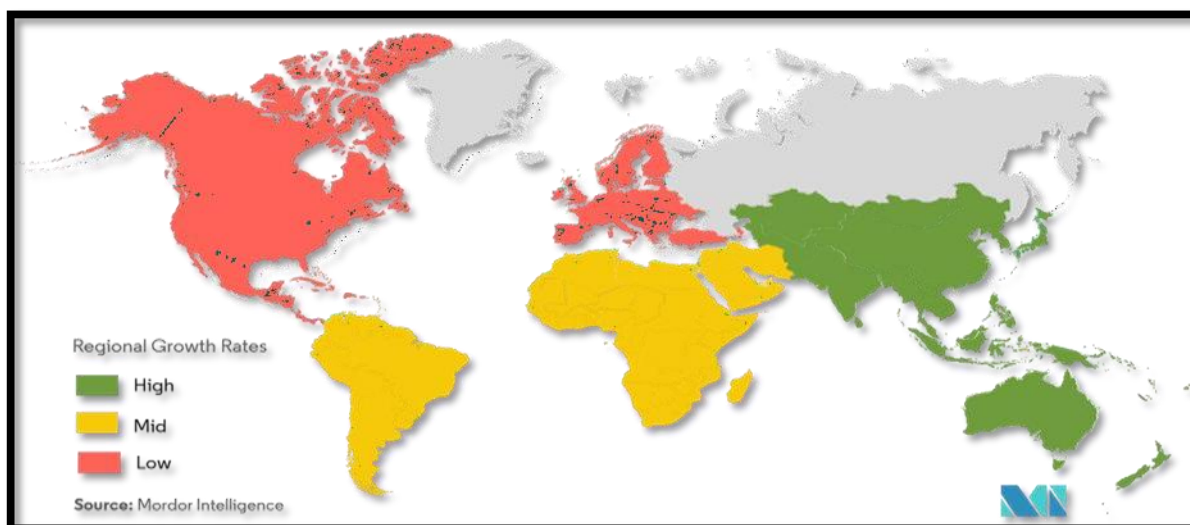 Regional Growth Rates
High
Mid
Low
Source: Mordor Intelligence